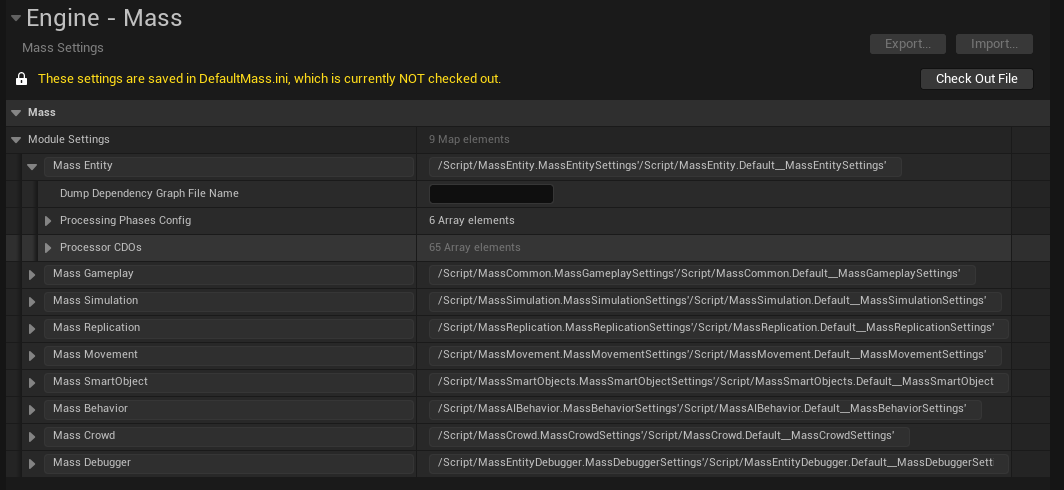 Engine - Mass
Mass Settings
Export...
Import...
These settings are saved in DefaultMass.ini, which is currently NOT checked out.
Check Out File
Mass
Module Settings
9 Map elements
Mass Entity
/Script/MassEntity.MassEntitySettings'/Script/MassEntity.Default__MassEntitySettings'
Dump Dependency Graph File Name
Processing Phases Config
6 Array elements
Processor CDOs
65 Array elements
Mass Gameplay
/Script/MassCommon.MassGameplaySettings'/Script/MassCommon.Default__MassGameplaySettings'
Mass Simulation
/Script/MassSimulation.MassSimulationSettings'/Script/MassSimulation.Default__MassSimulationSettings'
Mass Replication
/Script/MassReplication.MassReplicationSettings'/Script/MassReplication.Default__MassReplicationSettings'
Mass Movement
/Script/MassMovement.MassMovementSettings'/Script/MassMovement.Default__MassMovementSettings'
Mass SmartObject
/Script/MassSmartObjects.MassSmartObjectSettings'/Script/MassSmartObjects.Default__MassSmartObject
Mass Behavior
/Script/MassAIBehavior.MassBehaviorSettings'/Script/MassAIBehavior.Default__MassBehaviorSettings'
Mass Crowd
/Script/MassCrowd.MassCrowdSettings'/Script/MassCrowd.Default__MassCrowdSettings'
Mass Debugger
/Script/MassEntityDebugger.MassDebuggerSettings'/Script/MassEntityDebugger.Default__MassDebuggerSett